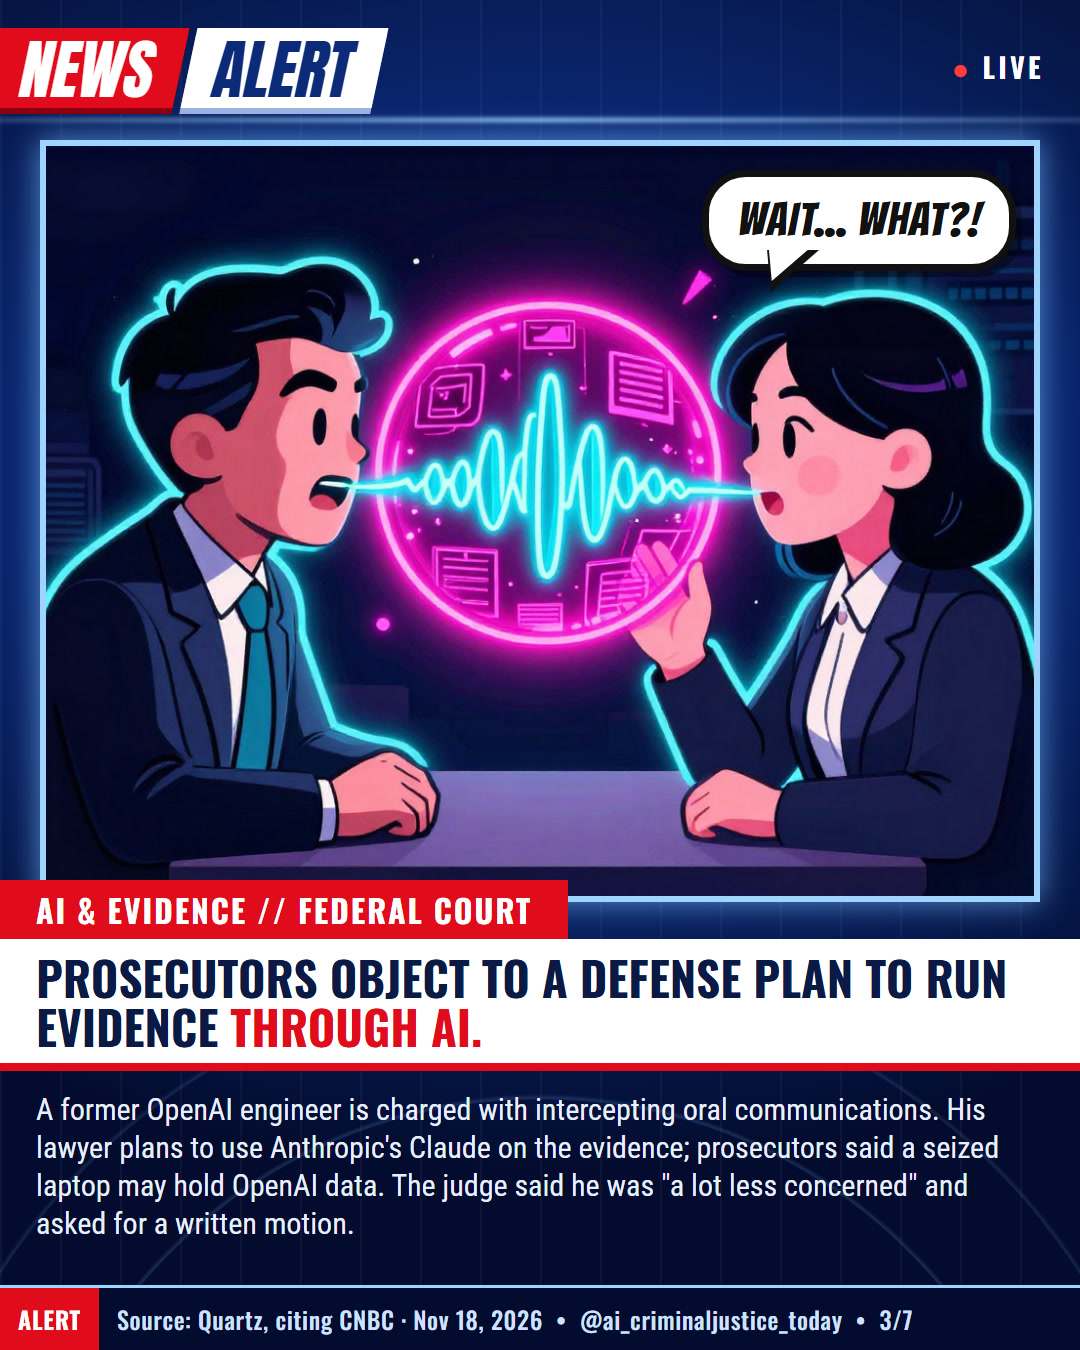 NEWS ALERT
LIVE
WAIT... WHAT?!
AI & EVIDENCE // FEDERAL COURT
PROSECUTORS OBJECT TO A DEFENSE PLAN TO RUN
EVIDENCE THROUGH AI.
A former OpenAI engineer is charged with intercepting oral communications. His
lawyer plans to use Anthropic's Claude on the evidence; prosecutors said a seized
laptop may hold OpenAI data. The judge said he was "a lot less concerned" and
asked for a written motion.
ALERT Source: Quartz, citing CNBC · Nov 18, 2026 • @ai_criminaljustice_today • 3/7